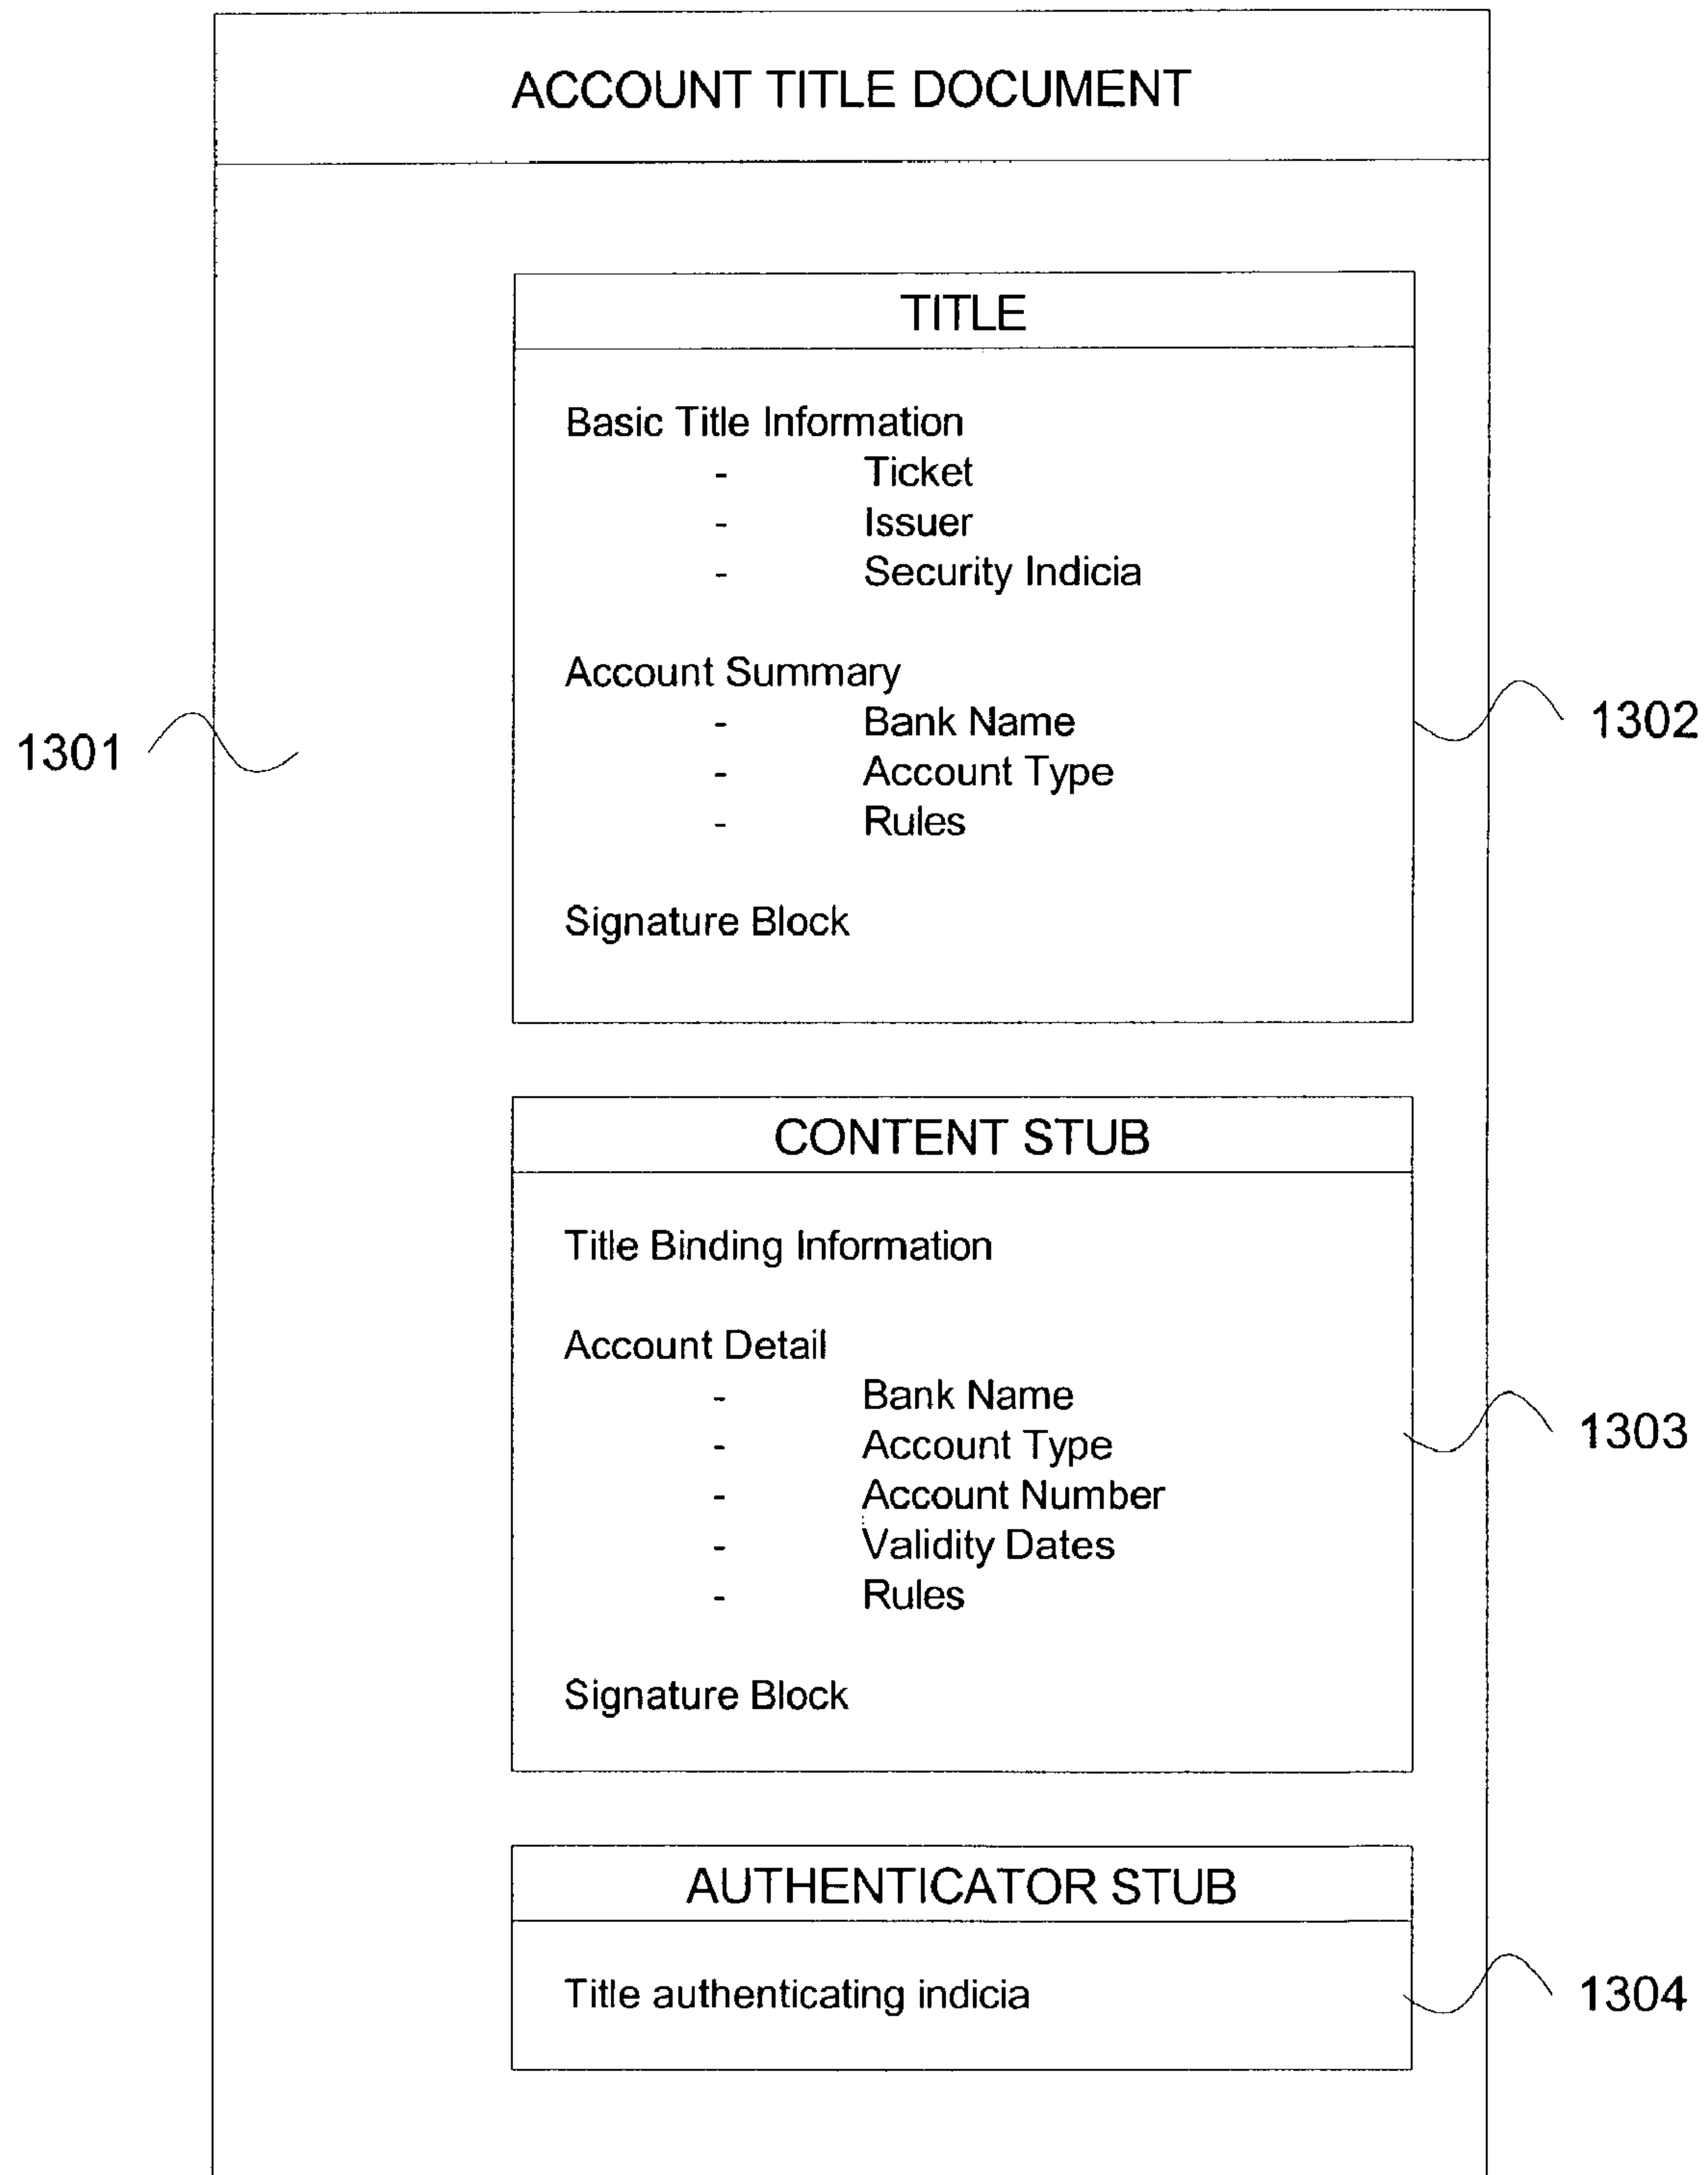 ACCOUNT TITLE DOCUMENT
TITLE
Basic Title Information
- Ticket
- Issuer
- Security Indicia
Account Summary
- Bank Name
- Account Type
- Rules
Signature Block
1301
1302
CONTENT STUB
Title Binding Information
Account Detail
- Bank Name
- Account Type
- Account Number
- Validity Dates
- Rules
Signature Block
1303
AUTHENTICATOR STUB
Title authenticating indicia
1304